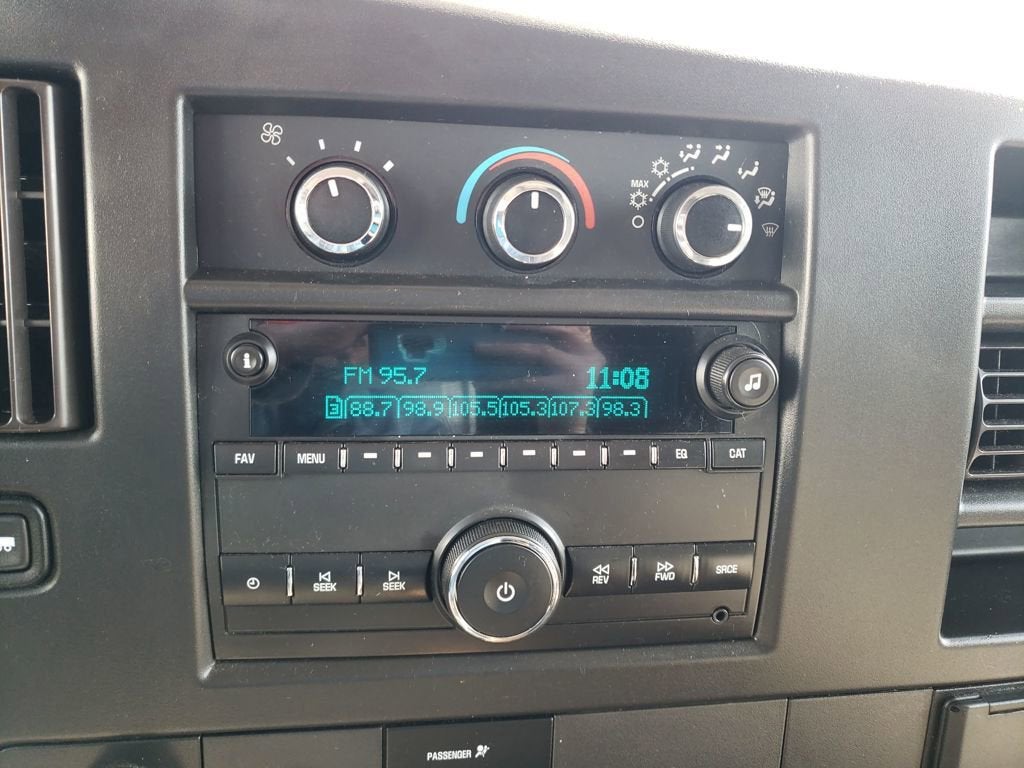 MAX
i
FM 95.7 11:08
3 88.7 98.9 105.5 105.3 107.3 98.3
FAV MENU EQ CAT
SEEK SEEK REV FWD SRCE
PASSENGER